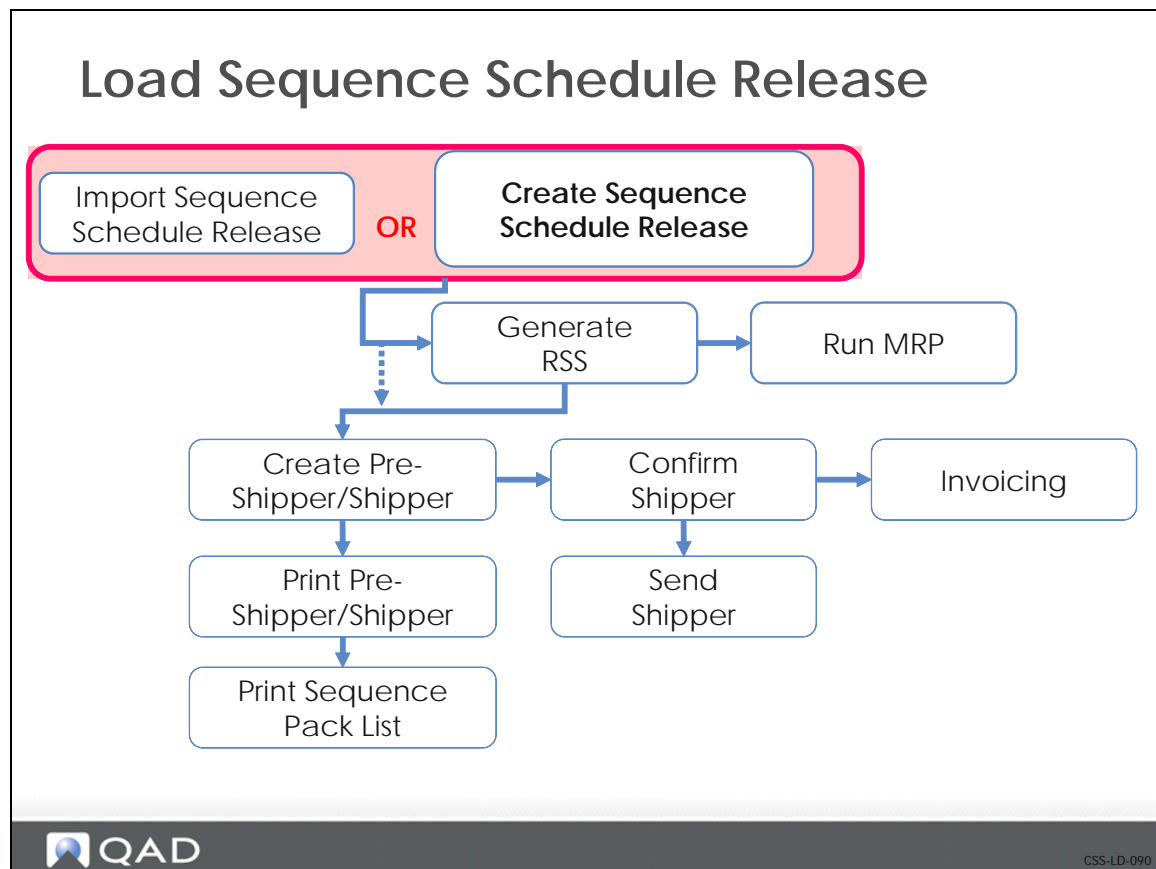 Load Sequence Schedule Release
Import Sequence
Schedule Release
OR
Create Sequence
Schedule Release
Generate
RSS
Run MRP
Create Pre-
Shipper/Shipper
Confirm
Shipper
Invoicing
Print Pre-
Shipper/Shipper
Send
Shipper
Print Sequence
Pack List
QAD
CSS-LD-090